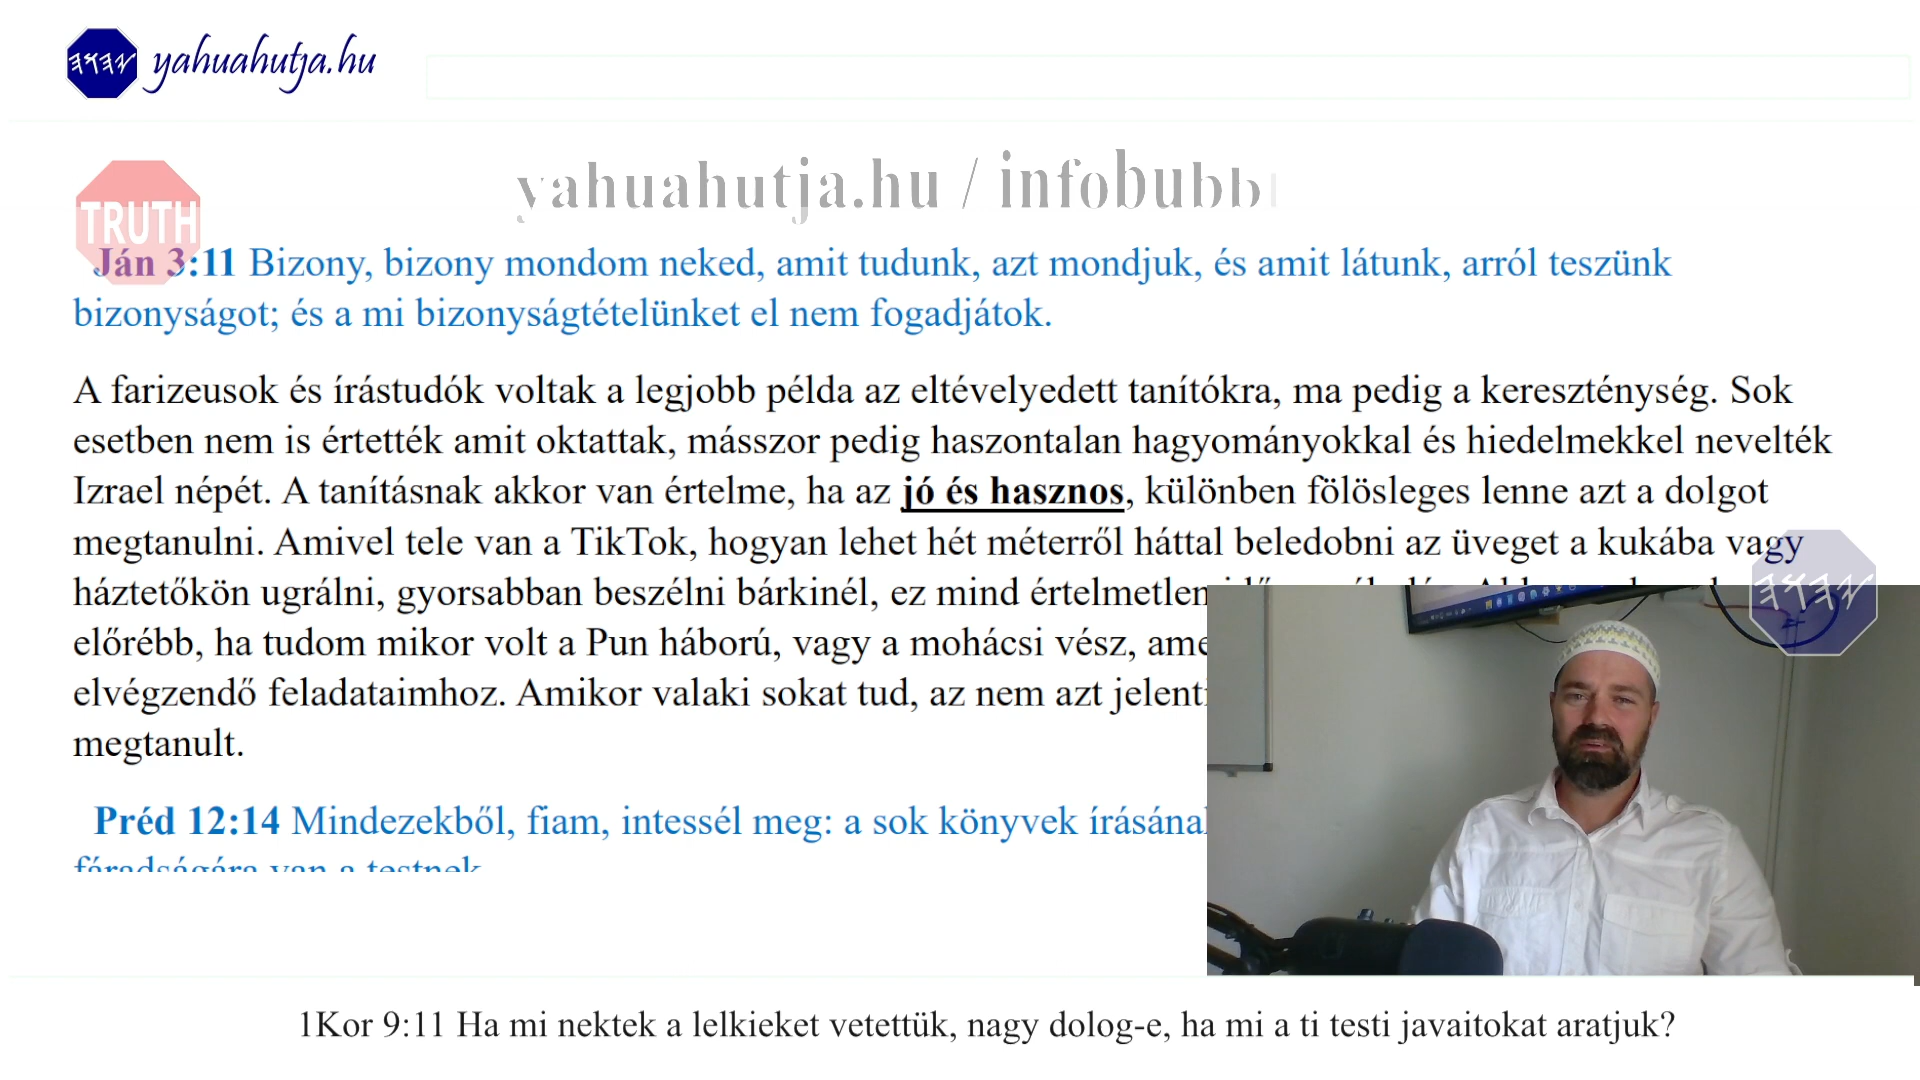 yahuahutja.hu
yahuahutja.hu / infobubb
TRUTH
Ján 3:11 Bizony, bizony mondom neked, amit tudunk, azt mondjuk, és amit látunk, arról teszünk
bizonyságot; és a mi bizonyságtételünket el nem fogadjátok.
A farizeusok és írástudók voltak a legjobb példa az eltévelyedett tanítókra, ma pedig a kereszténység. Sok
esetben nem is értették amit oktattak, másszor pedig haszontalan hagyományokkal és hiedelmekkel nevelték
Izrael népét. A tanításnak akkor van értelme, ha az jó és hasznos, különben fölösleges lenne azt a dolgot
megtanulni. Amivel tele van a TikTok, hogyan lehet hét méterről háttal beledobni az üveget a kukába vagy
háztetőkön ugrálni, gyorsabban beszélni bárkinél, ez mind értelmetlen
előrébb, ha tudom mikor volt a Pun háború, vagy a mohácsi vész,
elvégzendő feladataimhoz. Amikor valaki sokat tud, az nem azt
megtanult.
Préd 12:14 Mindezekből, fiam, intessél meg: a sok könyvek
fáradságára van a testnek
1Kor 9:11 Ha mi nektek a lelkieket vetettük, nagy dolog-e, ha mi a ti testi javaitokat aratjuk?